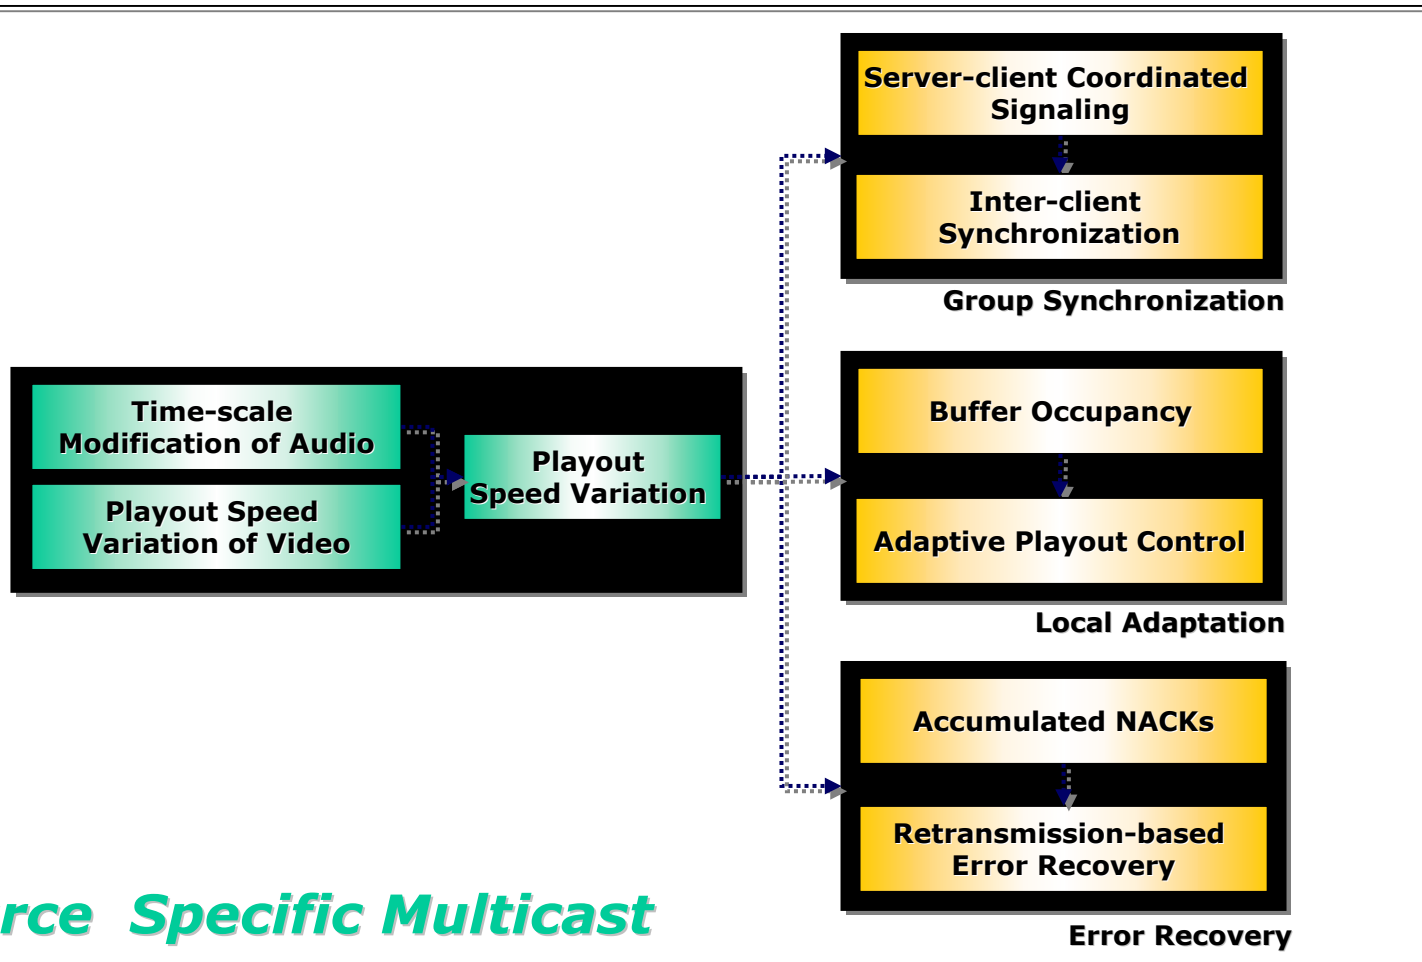 Server-client Coordinated
Signaling
Inter-client
Synchronization
Group Synchronization
Time-scale
Modification of Audio
Playout Speed
Variation of Video
Playout
Speed Variation
Buffer Occupancy
Adaptive Playout Control
Local Adaptation
Accumulated NACKs
Retransmission-based
Error Recovery
Error Recovery
rce Specific Multicast